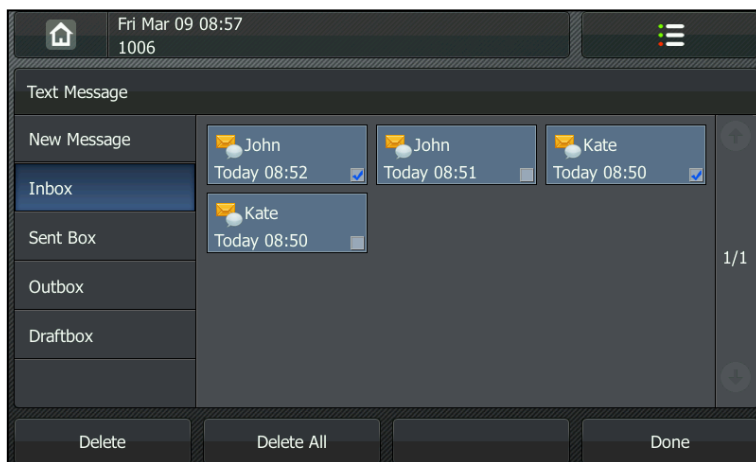 Fri Mar 09 08:57
1006
Text Message
New Message
Inbox
Sent Box
Outbox
Draftbox
John
Today 08:52
John
Today 08:51
Kate
Today 08:50
Kate
Today 08:50
1/1
Delete
Delete All
Done